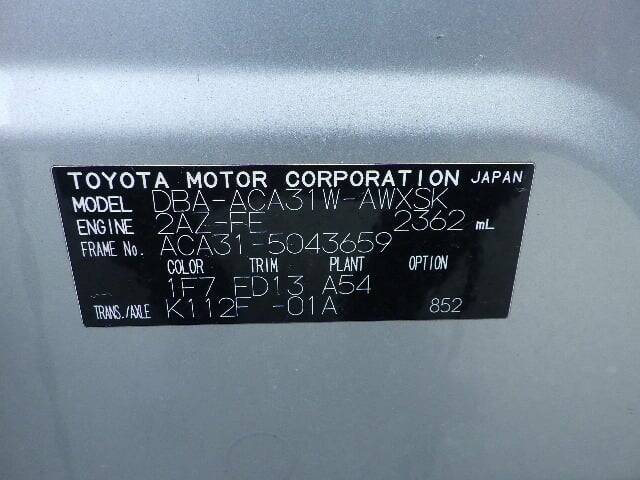 TOYOTA MOTOR CORPORATION JAPAN
MODEL DBA-ACA31W-AWXSK
ENGINE 2AZ-FE 2362 mL
FRAME No. ACA31-5043659
COLOR TRIM PLANT OPTION
1F7 FD13 A54
TRANS./AXLE K112F -01A 852